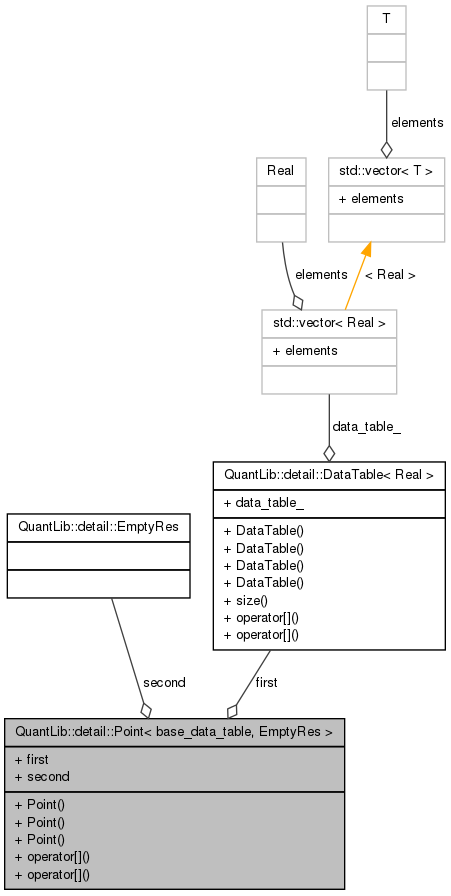 T
elements
Real
std::vector< T >
+ elements
elements
< Real >
std::vector< Real >
+ elements
data_table_
QuantLib::detail::DataTable< Real >
+ data_table_
+ DataTable()
+ DataTable()
+ DataTable()
+ DataTable()
+ size()
+ operator[]()
+ operator[]()
QuantLib::detail::EmptyRes
second
first
QuantLib::detail::Point< base_data_table, EmptyRes >
+ first
+ second
+ Point()
+ Point()
+ Point()
+ operator[]()
+ operator[]()